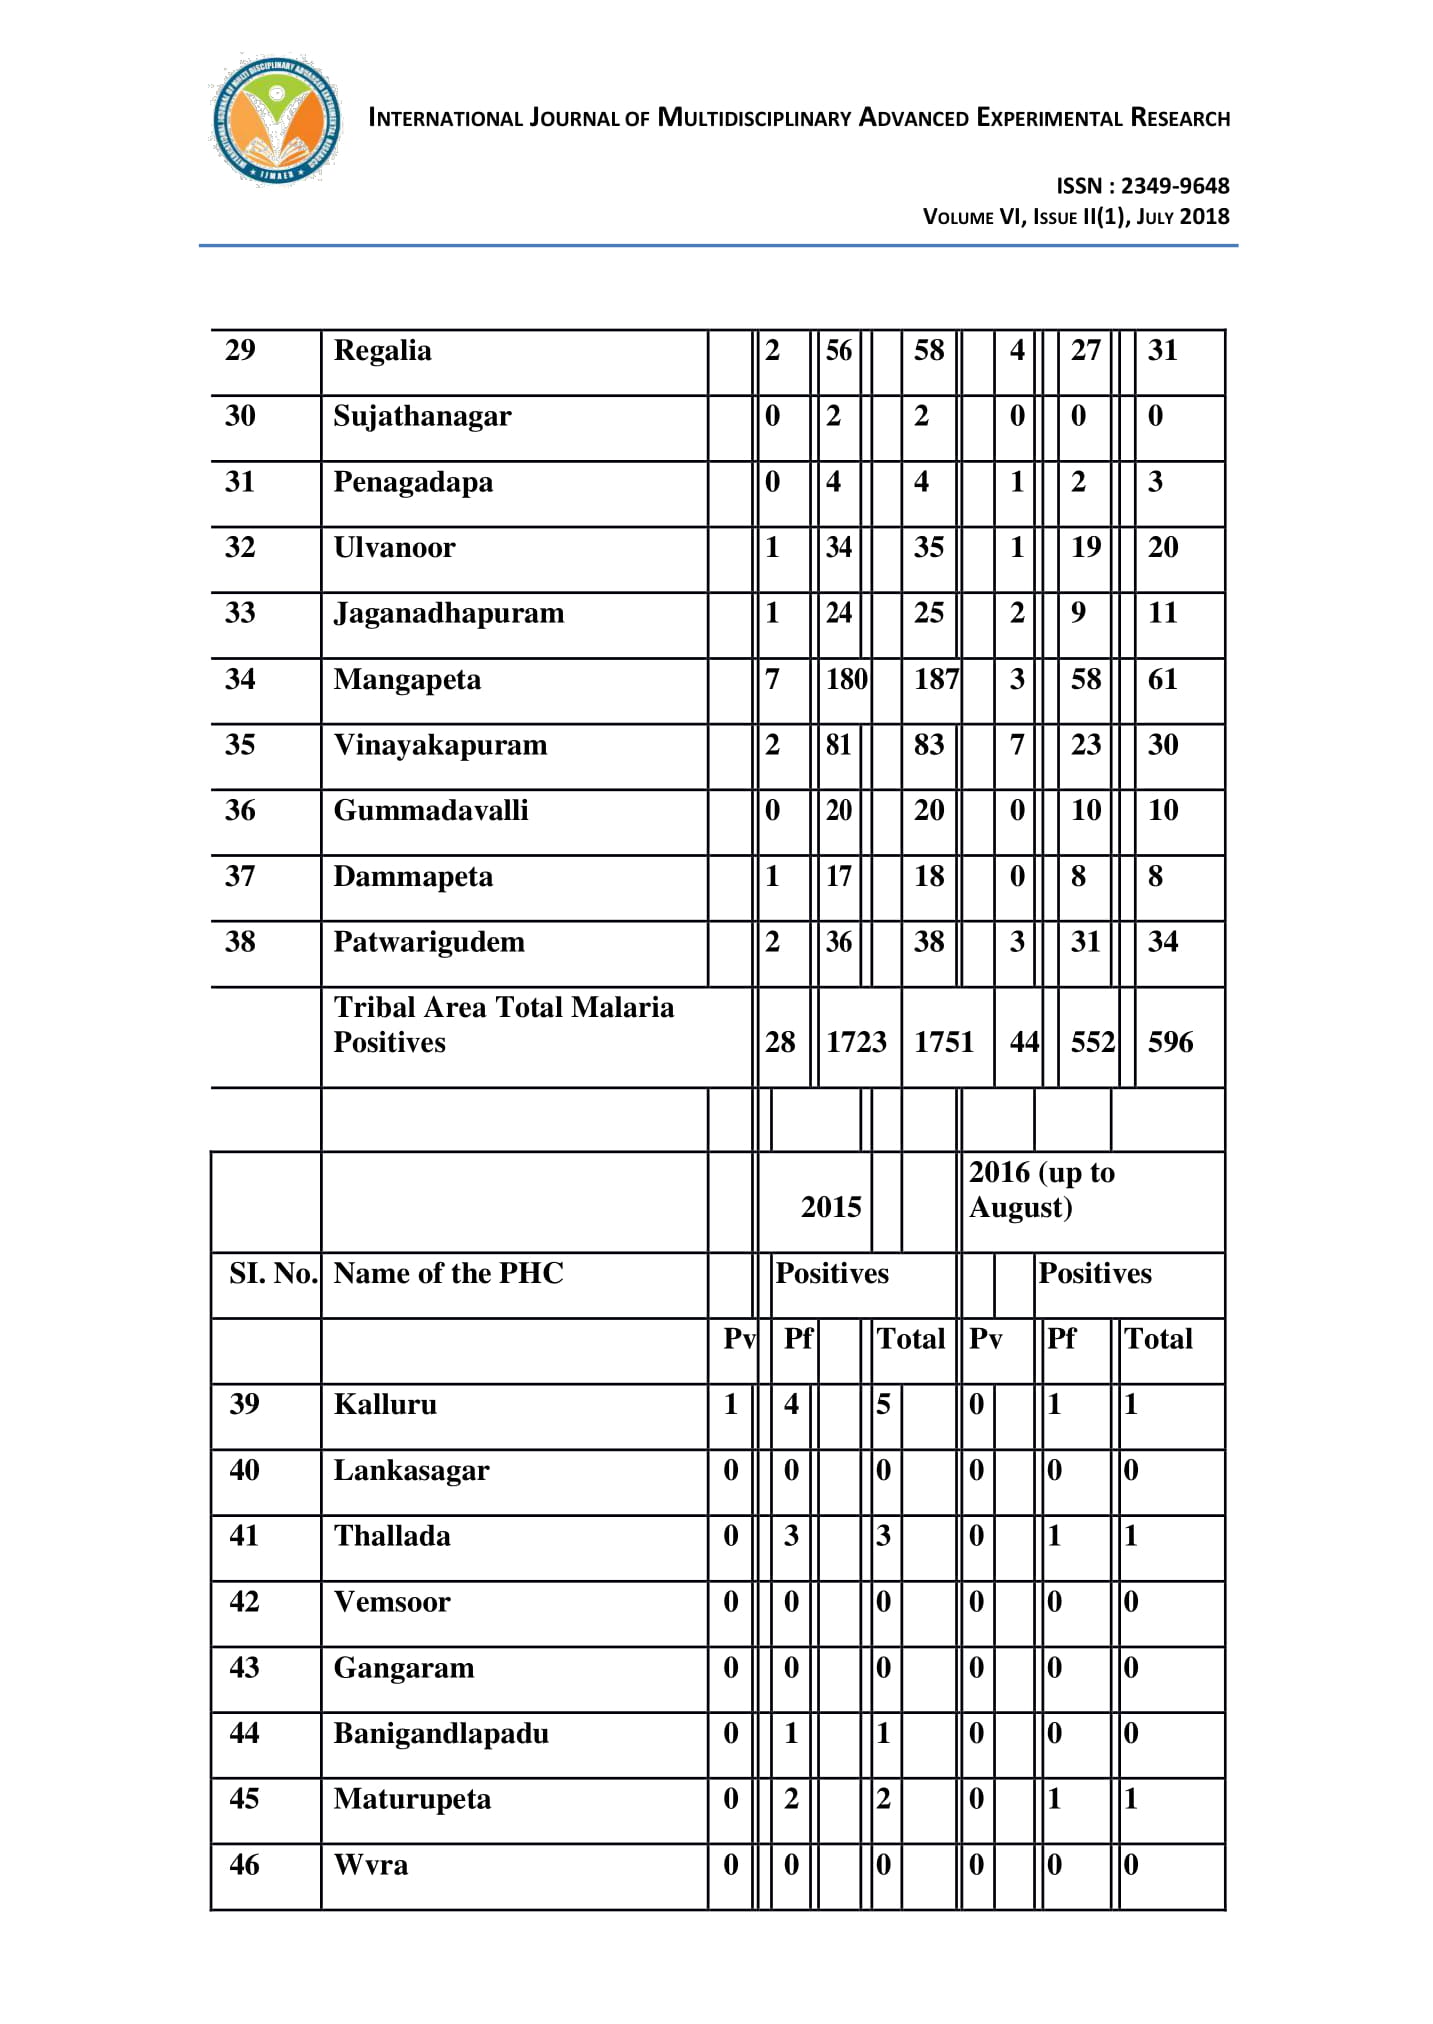 INTERNATIONAL JOURNAL OF MULTI DISCIPLINARY ADVANCED EXPERIMENTAL RESEARCH
★ IJMAER ★
INTERNATIONAL JOURNAL OF MULTIDISCIPLINARY ADVANCED EXPERIMENTAL RESEARCH
ISSN : 2349-9648
VOLUME VI, ISSUE II(1), JULY 2018
29 Regalia 2 56 58 4 27 31
30 Sujathanagar 0 2 2 0 0 0
31 Penagadapa 0 4 4 1 2 3
32 Ulvanoor 1 34 35 1 19 20
33 Jaganadhapuram 1 24 25 2 9 11
34 Mangapeta 7 180 187 3 58 61
35 Vinayakapuram 2 81 83 7 23 30
36 Gummadavalli 0 20 20 0 10 10
37 Dammapeta 1 17 18 0 8 8
38 Patwarigudem 2 36 38 3 31 34
Tribal Area Total Malaria
Positives 28 1723 1751 44 552 596
2016 (up to
2015 August)
SI. No. Name of the PHC Positives Positives
Pv Pf Total Pv Pf Total
39 Kalluru 1 4 5 0 1 1
40 Lankasagar 0 0 0 0 0 0
41 Thallada 0 3 3 0 1 1
42 Vemsoor 0 0 0 0 0 0
43 Gangaram 0 0 0 0 0 0
44 Banigandlapadu 0 1 1 0 0 0
45 Maturupeta 0 2 2 0 1 1
46 Wvra 0 0 0 0 0 0